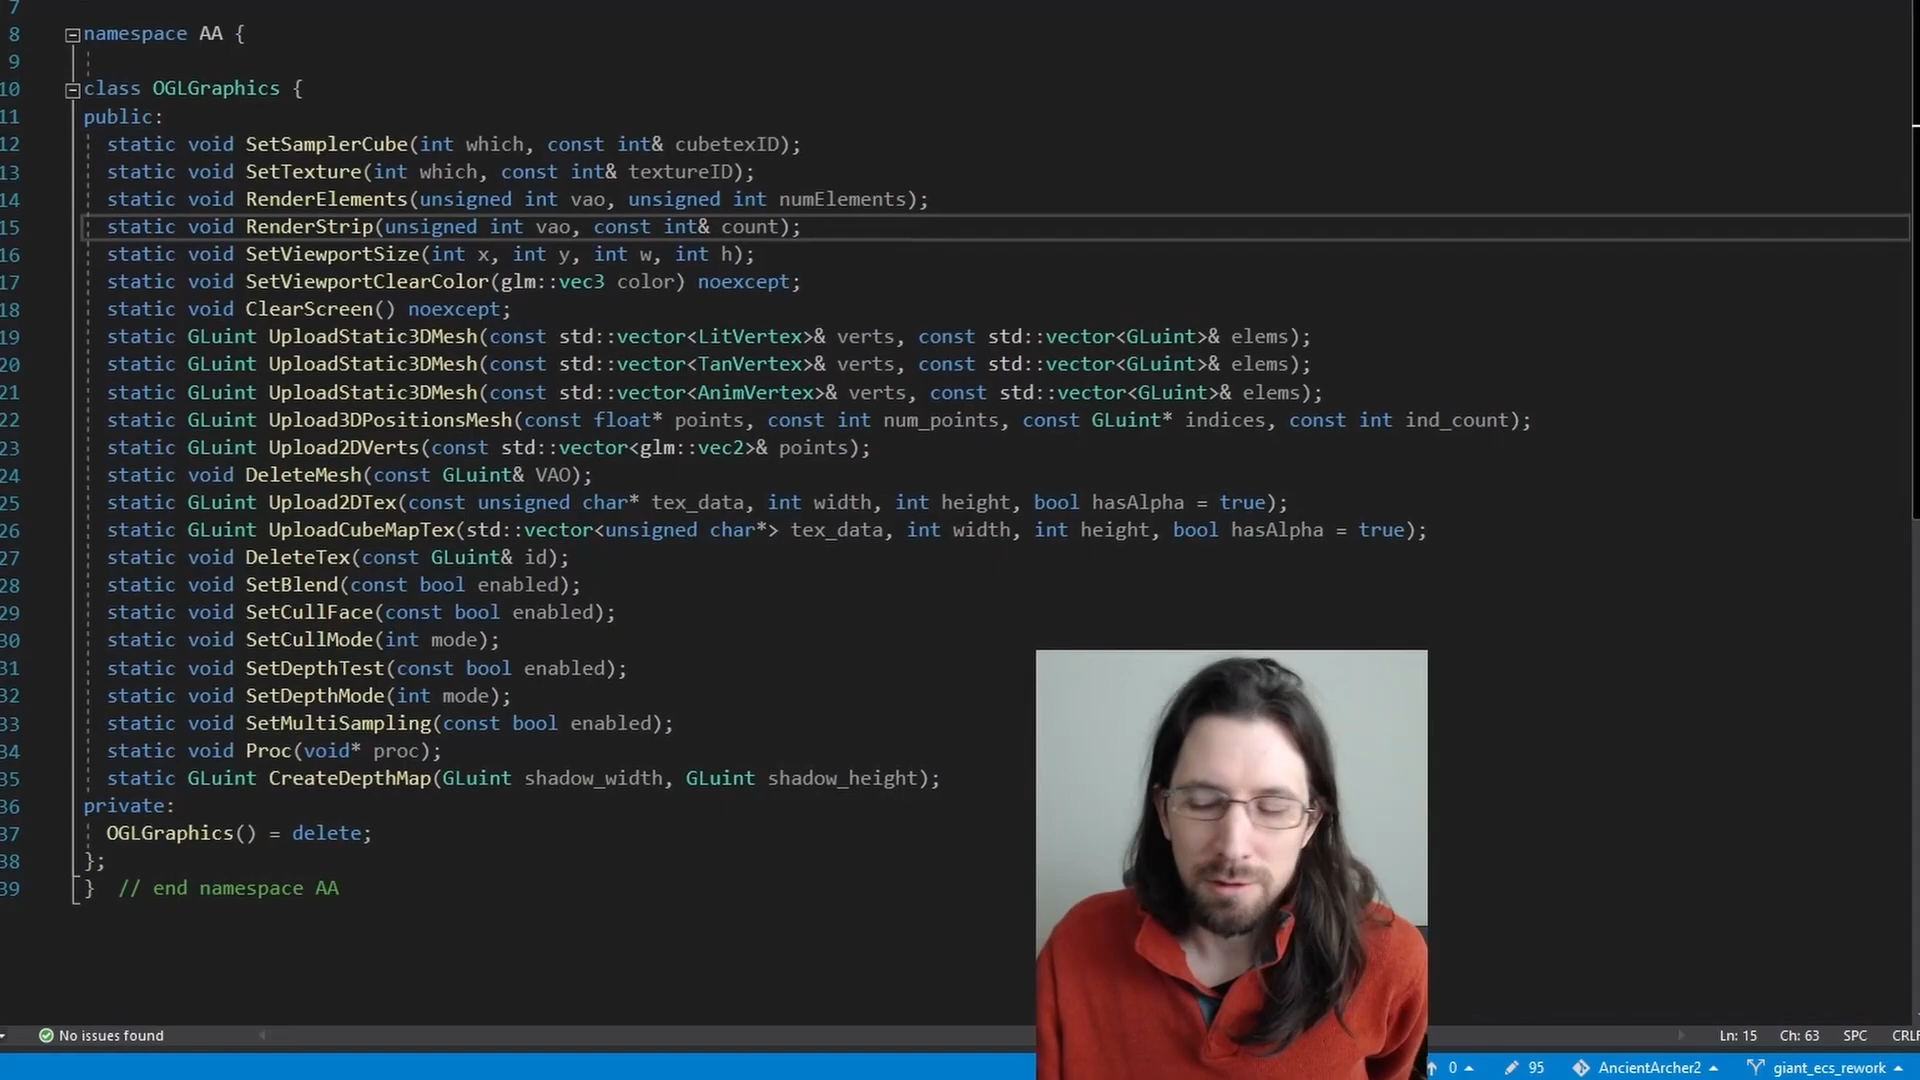 7
8 namespace AA {
9
10 class OGLGraphics {
11 public:
12 static void SetSamplerCube(int which, const int& cubetexID);
13 static void SetTexture(int which, const int& textureID);
14 static void RenderElements(unsigned int vao, unsigned int numElements);
15 static void RenderStrip(unsigned int vao, const int& count);
16 static void SetViewportSize(int x, int y, int w, int h);
17 static void SetViewportClearColor(glm::vec3 color) noexcept;
18 static void ClearScreen() noexcept;
19 static GLuint UploadStatic3DMesh(const std::vector<LitVertex>& verts, const std::vector<GLuint>& elems);
20 static GLuint UploadStatic3DMesh(const std::vector<TanVertex>& verts, const std::vector<GLuint>& elems);
21 static GLuint UploadStatic3DMesh(const std::vector<AnimVertex>& verts, const std::vector<GLuint>& elems);
22 static GLuint Upload3DPositionsMesh(const float* points, const int num_points, const GLuint* indices, const int ind_count);
23 static GLuint Upload2DVerts(const std::vector<glm::vec2>& points);
24 static void DeleteMesh(const GLuint& VAO);
25 static GLuint Upload2DTex(const unsigned char* tex_data, int width, int height, bool hasAlpha = true);
26 static GLuint UploadCubeMapTex(std::vector<unsigned char*> tex_data, int width, int height, bool hasAlpha = true);
27 static void DeleteTex(const GLuint& id);
28 static void SetBlend(const bool enabled);
29 static void SetCullFace(const bool enabled);
30 static void SetCullMode(int mode);
31 static void SetDepthTest(const bool enabled);
32 static void SetDepthMode(int mode);
33 static void SetMultiSampling(const bool enabled);
34 static void Proc(void* proc);
35 static GLuint CreateDepthMap(GLuint shadow_width, GLuint shadow_height);
36 private:
37 OGLGraphics() = delete;
38 };
39 } // end namespace AA
No issues found Ln: 15 Ch: 63 SPC CRLF
0 95 AncientArcher2 giant_ecs_rework